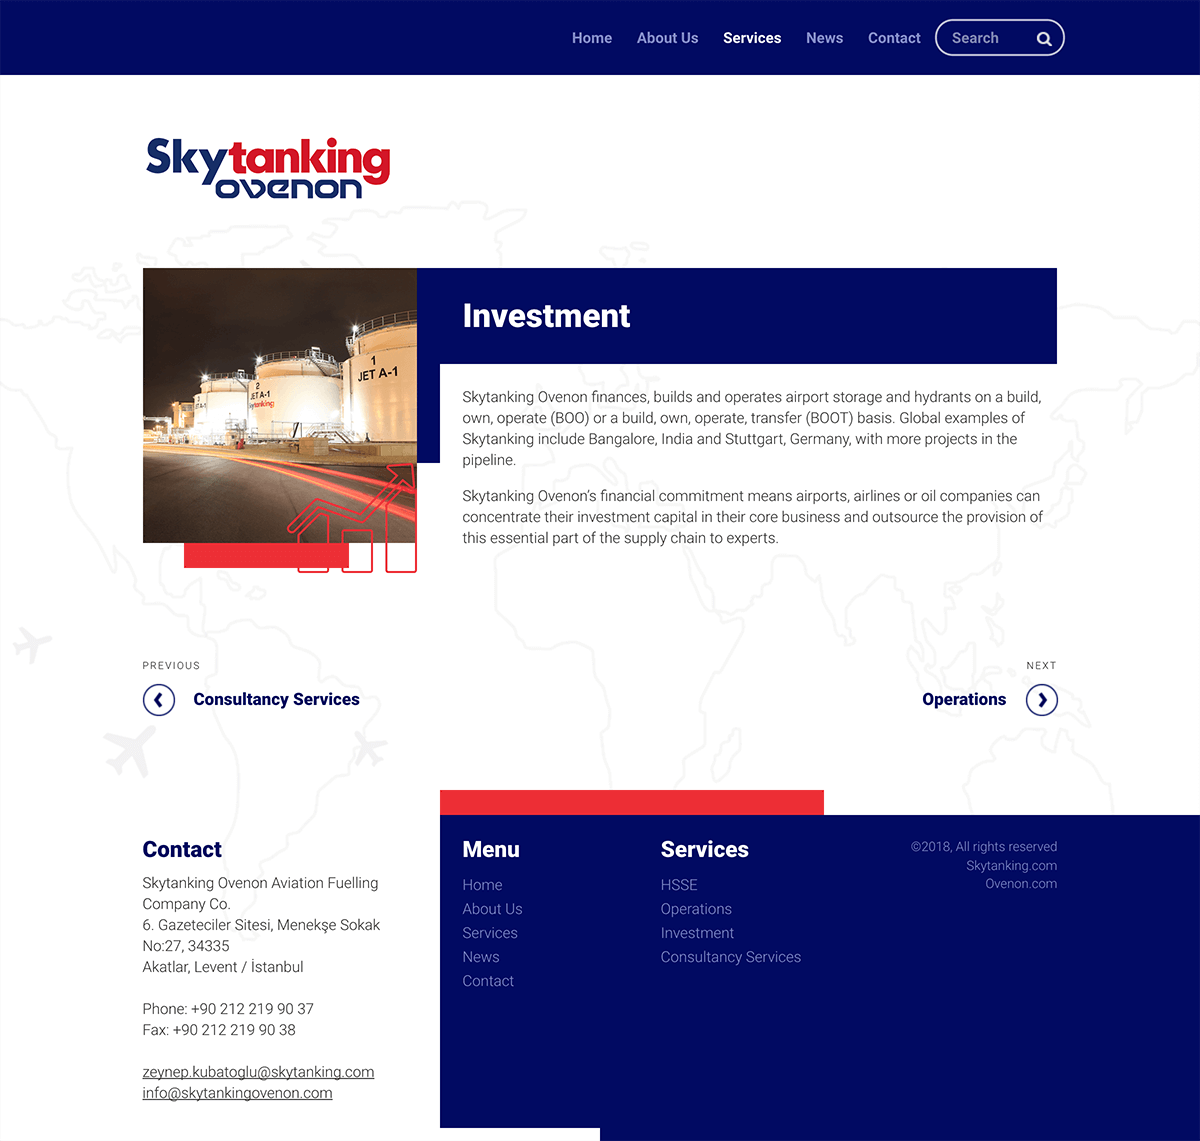 Home About Us Services News Contact Search
Skytanking
ovenon
Investment
1
JET A-1
2
JET A-1
skytanking
Skytanking Ovenon finances, builds and operates airport storage and hydrants on a build,
own, operate (BOO) or a build, own, operate, transfer (BOOT) basis. Global examples of
Skytanking include Bangalore, India and Stuttgart, Germany, with more projects in the
pipeline.
Skytanking Ovenon’s financial commitment means airports, airlines or oil companies can
concentrate their investment capital in their core business and outsource the provision of
this essential part of the supply chain to experts.
PREVIOUS
Consultancy Services
NEXT
Operations
Contact
Skytanking Ovenon Aviation Fuelling
Company Co.
6. Gazeteciler Sitesi, Menekşe Sokak
No:27, 34335
Akatlar, Levent / İstanbul
Phone: +90 212 219 90 37
Fax: +90 212 219 90 38
zeynep.kubatoglu@skytanking.com
info@skytankingovenon.com
Menu
Home
About Us
Services
News
Contact
Services
HSSE
Operations
Investment
Consultancy Services
©2018, All rights reserved
Skytanking.com
Ovenon.com